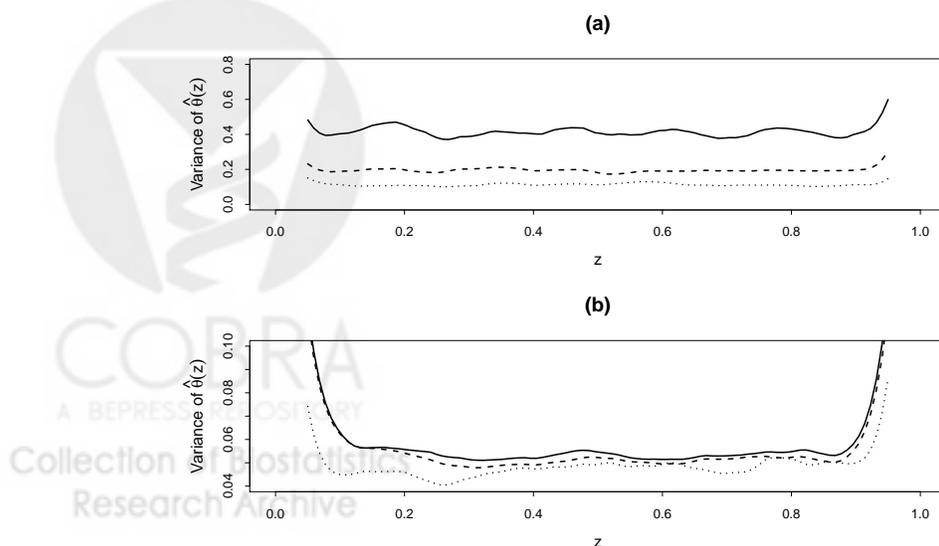 (a)
Variance of θ̂(z)
0.0 0.2 0.4 0.6 0.8
0.0 0.2 0.4 0.6 0.8 1.0
z
(b)
Variance of θ̂(z)
0.04 0.06 0.08 0.10
0.0 0.2 0.4 0.6 0.8 1.0
z
COBRA
A BEPRESS REPOSITORY
Collection of Biostatistics
Research Archive